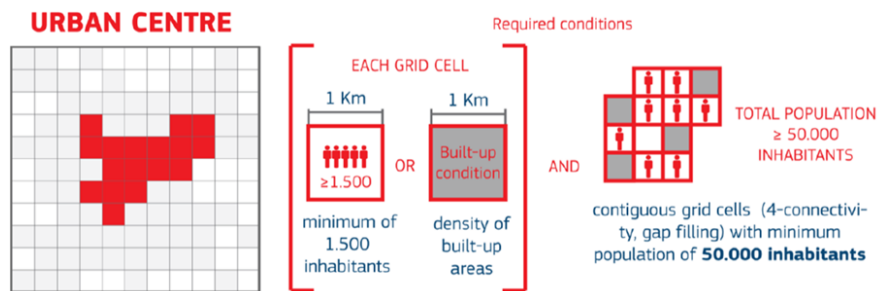 URBAN CENTRE
Required conditions
EACH GRID CELL
1 Km
1 Km
≥1.500
OR
Built-up
condition
AND
TOTAL POPULATION
≥ 50.000
INHABITANTS
minimum of
1.500
inhabitants
density of
built-up
areas
contiguous grid cells (4-connectivi-
ty, gap filling) with minimum
population of 50.000 inhabitants